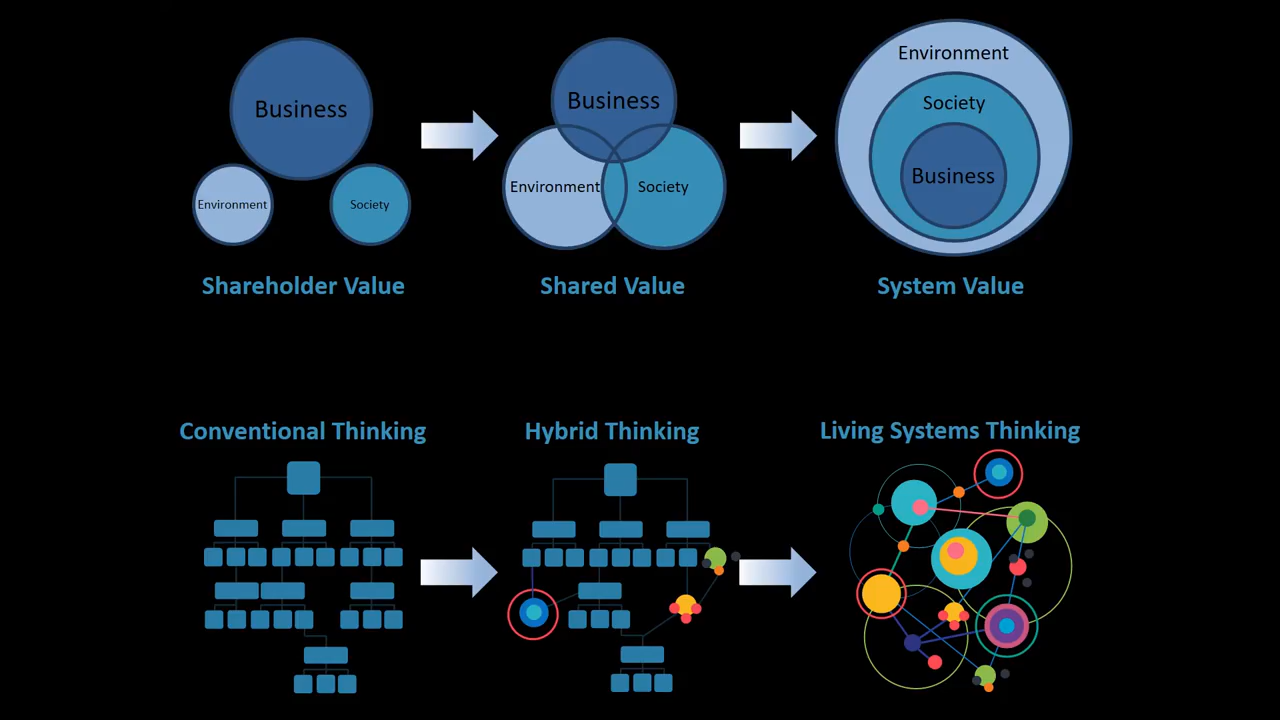 Business
Environment
Society
Shareholder Value
Business
Environment
Society
Shared Value
Environment
Society
Business
System Value
Conventional Thinking
Hybrid Thinking
Living Systems Thinking